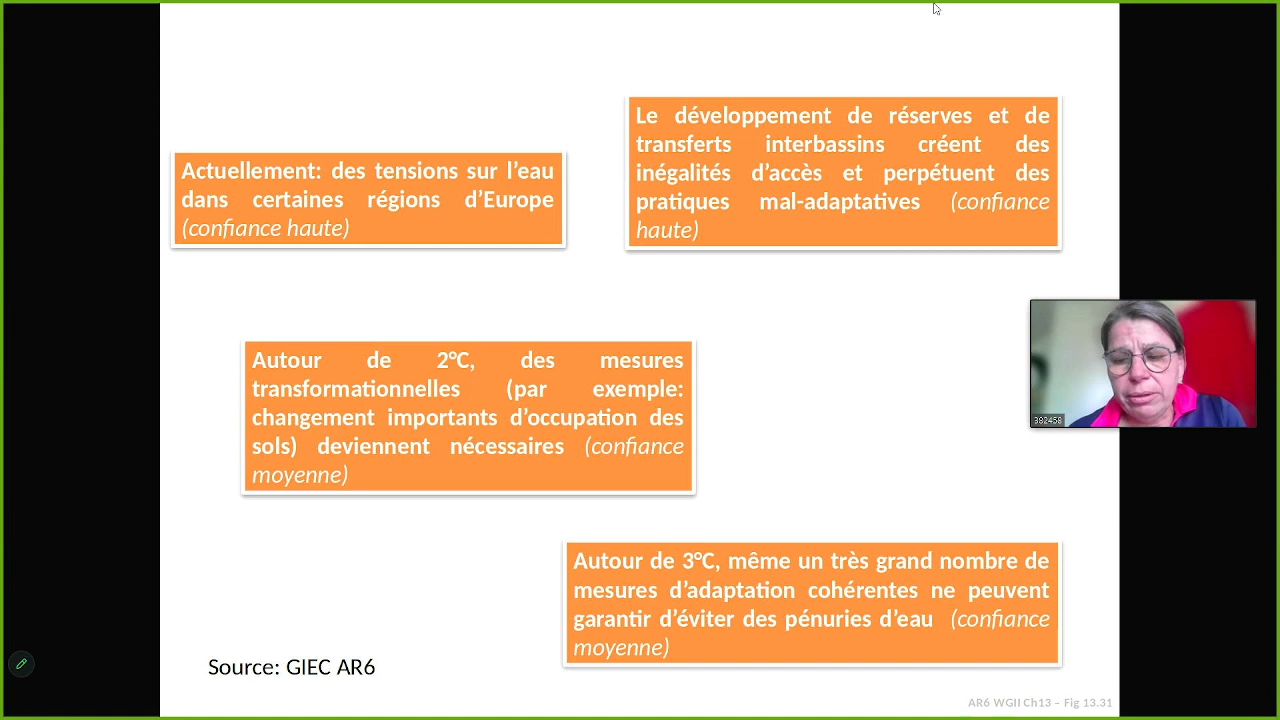 Actuellement: des tensions sur l’eau
dans certaines régions d’Europe
(confiance haute)
Le développement de réserves et de
transferts interbassins créent des
inégalités d’accès et perpétuent des
pratiques mal-adaptatives (confiance
haute)
Autour de 2°C, des mesures
transformationnelles (par exemple:
changement importants d’occupation des
sols) deviennent nécessaires (confiance
moyenne)
382458
Autour de 3°C, même un très grand nombre de
mesures d’adaptation cohérentes ne peuvent
garantir d’éviter des pénuries d’eau (confiance
moyenne)
Source: GIEC AR6
AR6 WGII Ch13 – Fig 13.31